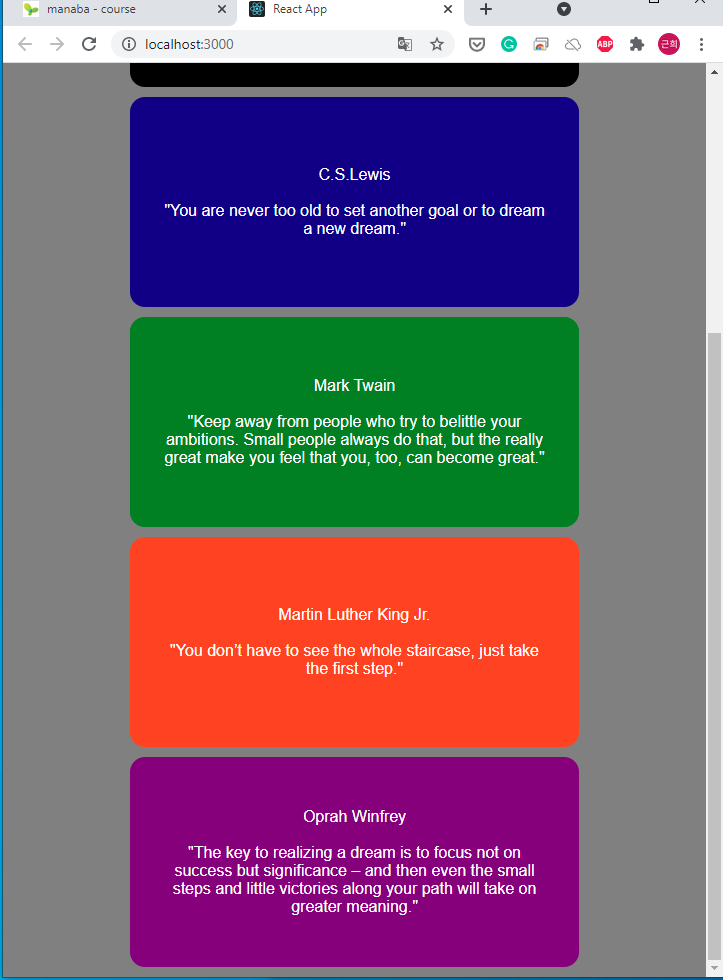 manaba - course
React App
localhost:3000
ABP
근희
C.S.Lewis
"You are never too old to set another goal or to dream
a new dream."
Mark Twain
"Keep away from people who try to belittle your
ambitions. Small people always do that, but the really
great make you feel that you, too, can become great."
Martin Luther King Jr.
"You don’t have to see the whole staircase, just take
the first step."
Oprah Winfrey
"The key to realizing a dream is to focus not on
success but significance – and then even the small
steps and little victories along your path will take on
greater meaning."